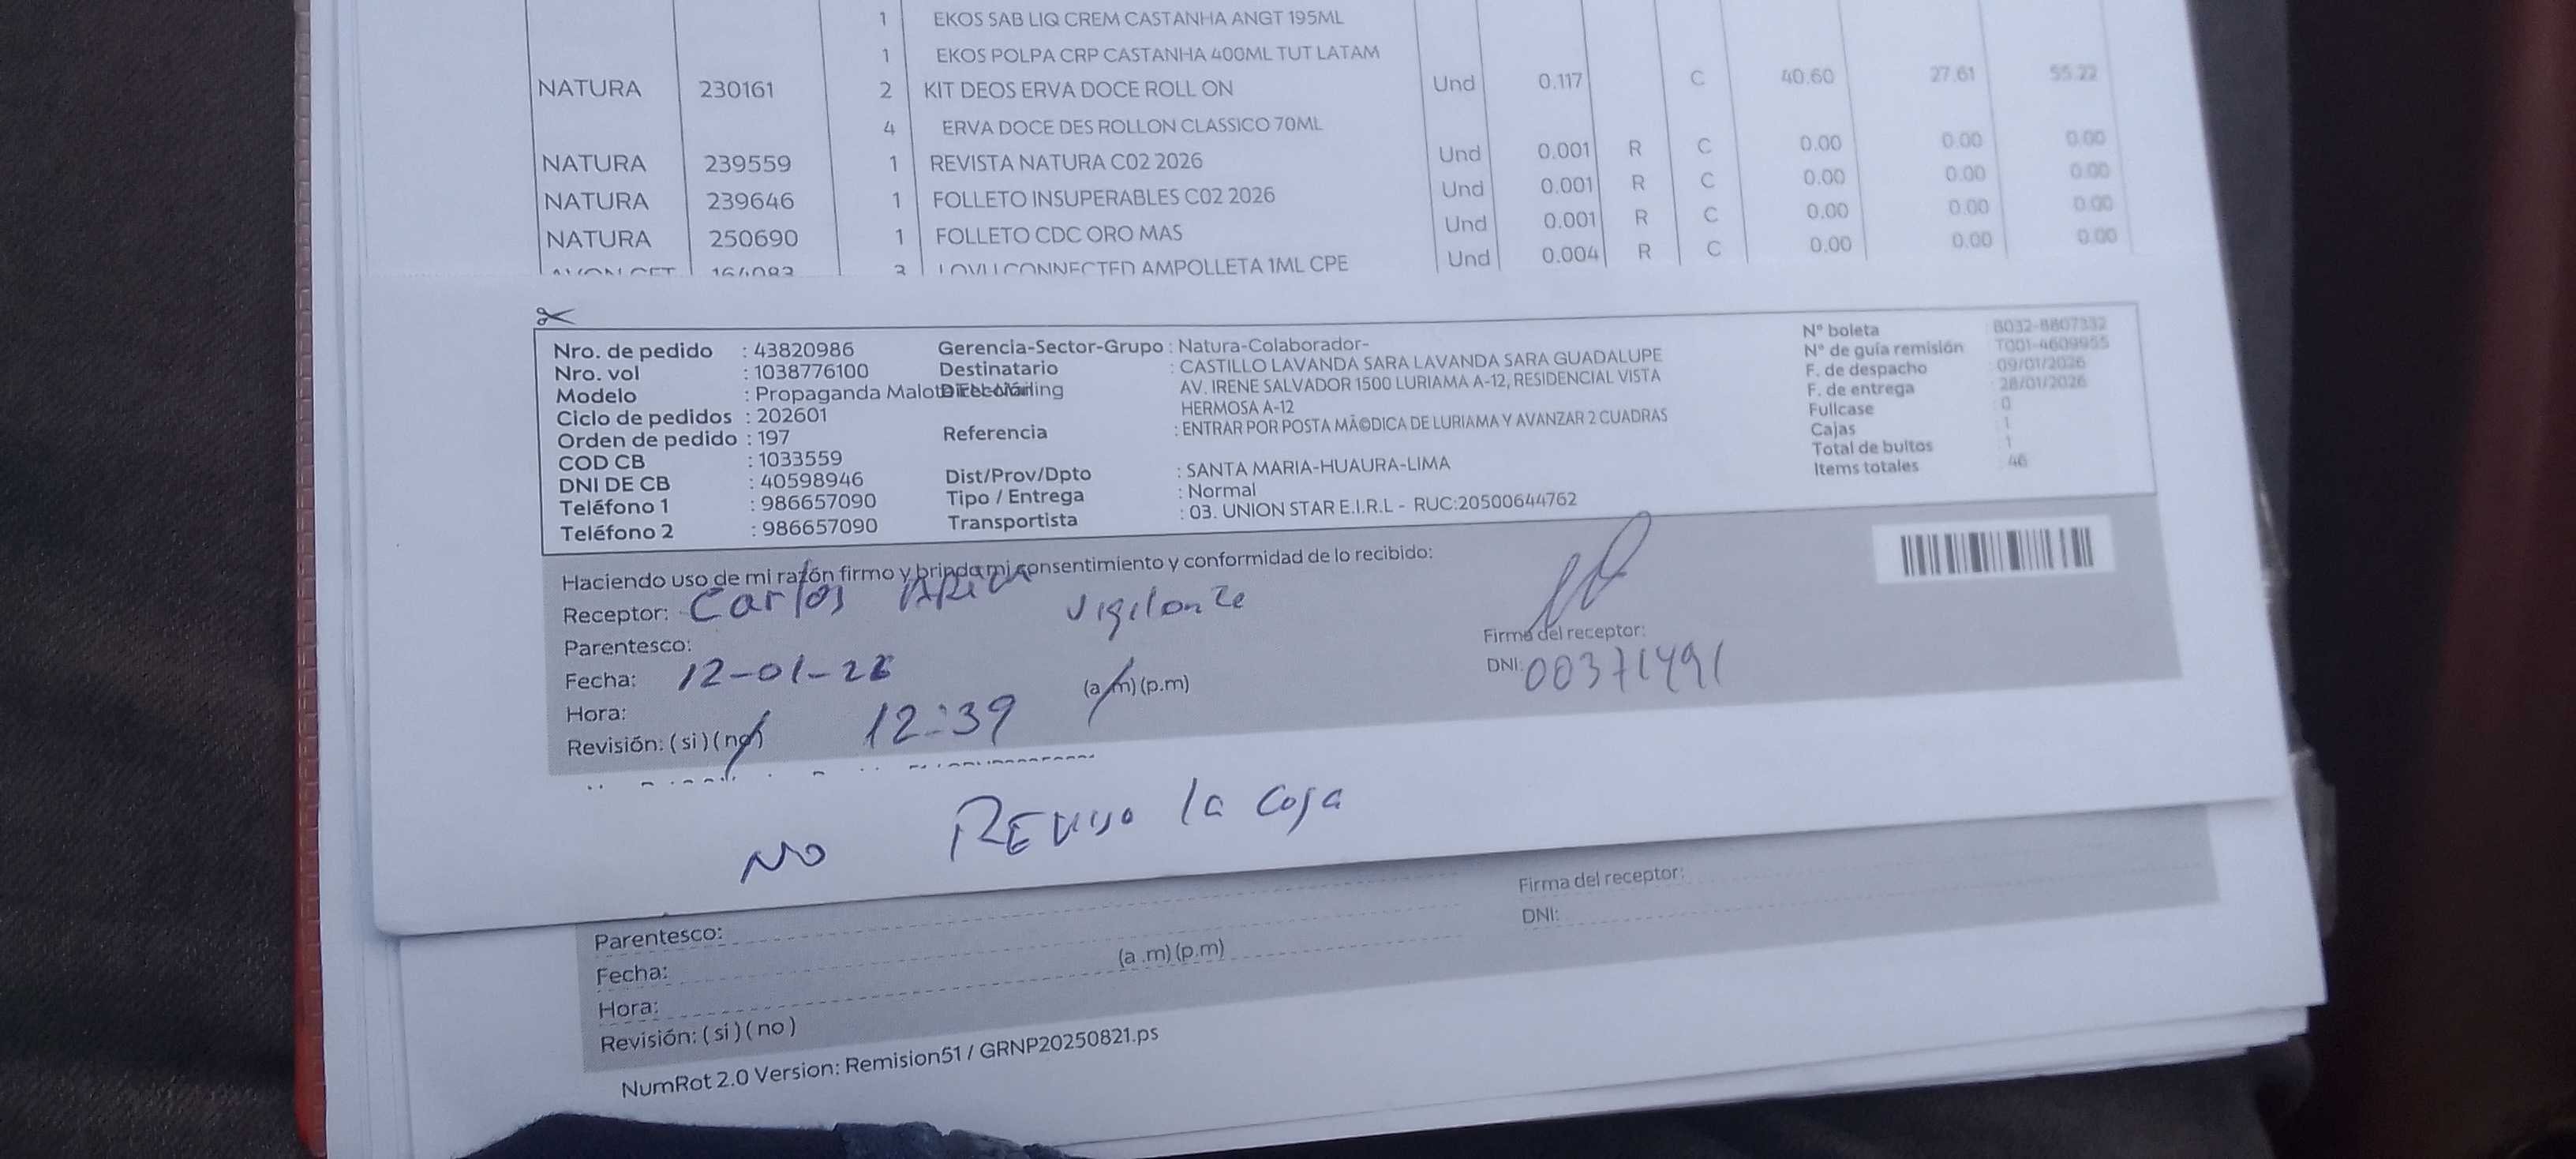 1 EKOS SAB LIQ CREM CASTANHA ANGT 195ML
1 EKOS POLPA CRP CASTANHA 400ML TUT LATAM
NATURA 230161 2 KIT DEOS ERVA DOCE ROLL ON Und 0.117 C 40.60 27.61 55.22
4 ERVA DOCE DES ROLLON CLASSICO 70ML
NATURA 239559 1 REVISTA NATURA C02 2026 Und 0.001 R C 0.00 0.00 0.00
NATURA 239646 1 FOLLETO INSUPERABLES C02 2026 Und 0.001 R C 0.00 0.00 0.00
NATURA 250690 1 FOLLETO CDC ORO MAS Und 0.001 R C 0.00 0.00 0.00
CONNECTED AMPOLLETA 1ML CPE Und 0.004 R C 0.00 0.00 0.00
Nro. de pedido : 43820986
Nro. vol : 1038776100
Modelo : Propaganda
Ciclo de pedidos : 202601
Orden de pedido : 197
COD CB : 1033559
DNI DE CB : 40598946
Teléfono 1 : 986657090
Teléfono 2 : 986657090
Gerencia-Sector-Grupo : Natura-Colaborador-
Destinatario : CASTILLO LAVANDA SARA LAVANDA SARA GUADALUPE
AV. IRENE SALVADOR 1500 LURIAMA A-12, RESIDENCIAL VISTA
HERMOSA A-12
Referencia : ENTRAR POR POSTA MÃ©DICA DE LURIAMA Y AVANZAR 2 CUADRAS
Dist/Prov/Dpto : SANTA MARIA-HUAURA-LIMA
Tipo / Entrega : Normal
Transportista : 03. UNION STAR E.I.R.L - RUC:20500644762
Nº boleta : B032-8807332
Nº de guía remisión : T001-4609955
F. de despacho : 09/01/2026
F. de entrega : 28/01/2026
Fullcase : 0
Cajas : 1
Total de bultos : 1
Items totales : 46
Haciendo uso de mi razón firmo y brindo mi consentimiento y conformidad de lo recibido:
Receptor: Carlos Vigilante
Parentesco:
Fecha: 12-01-26
Hora: 12:39 (a.m) (p.m)
Revisión: ( si ) ( no )
Firma del receptor:
DNI: 00371491
NO REVISO la caja
Parentesco:
Fecha:
Hora: (a .m) (p.m)
Revisión: ( si ) ( no )
Firma del receptor:
DNI:
NumRot 2.0 Version: Remision51 / GRNP20250821.ps